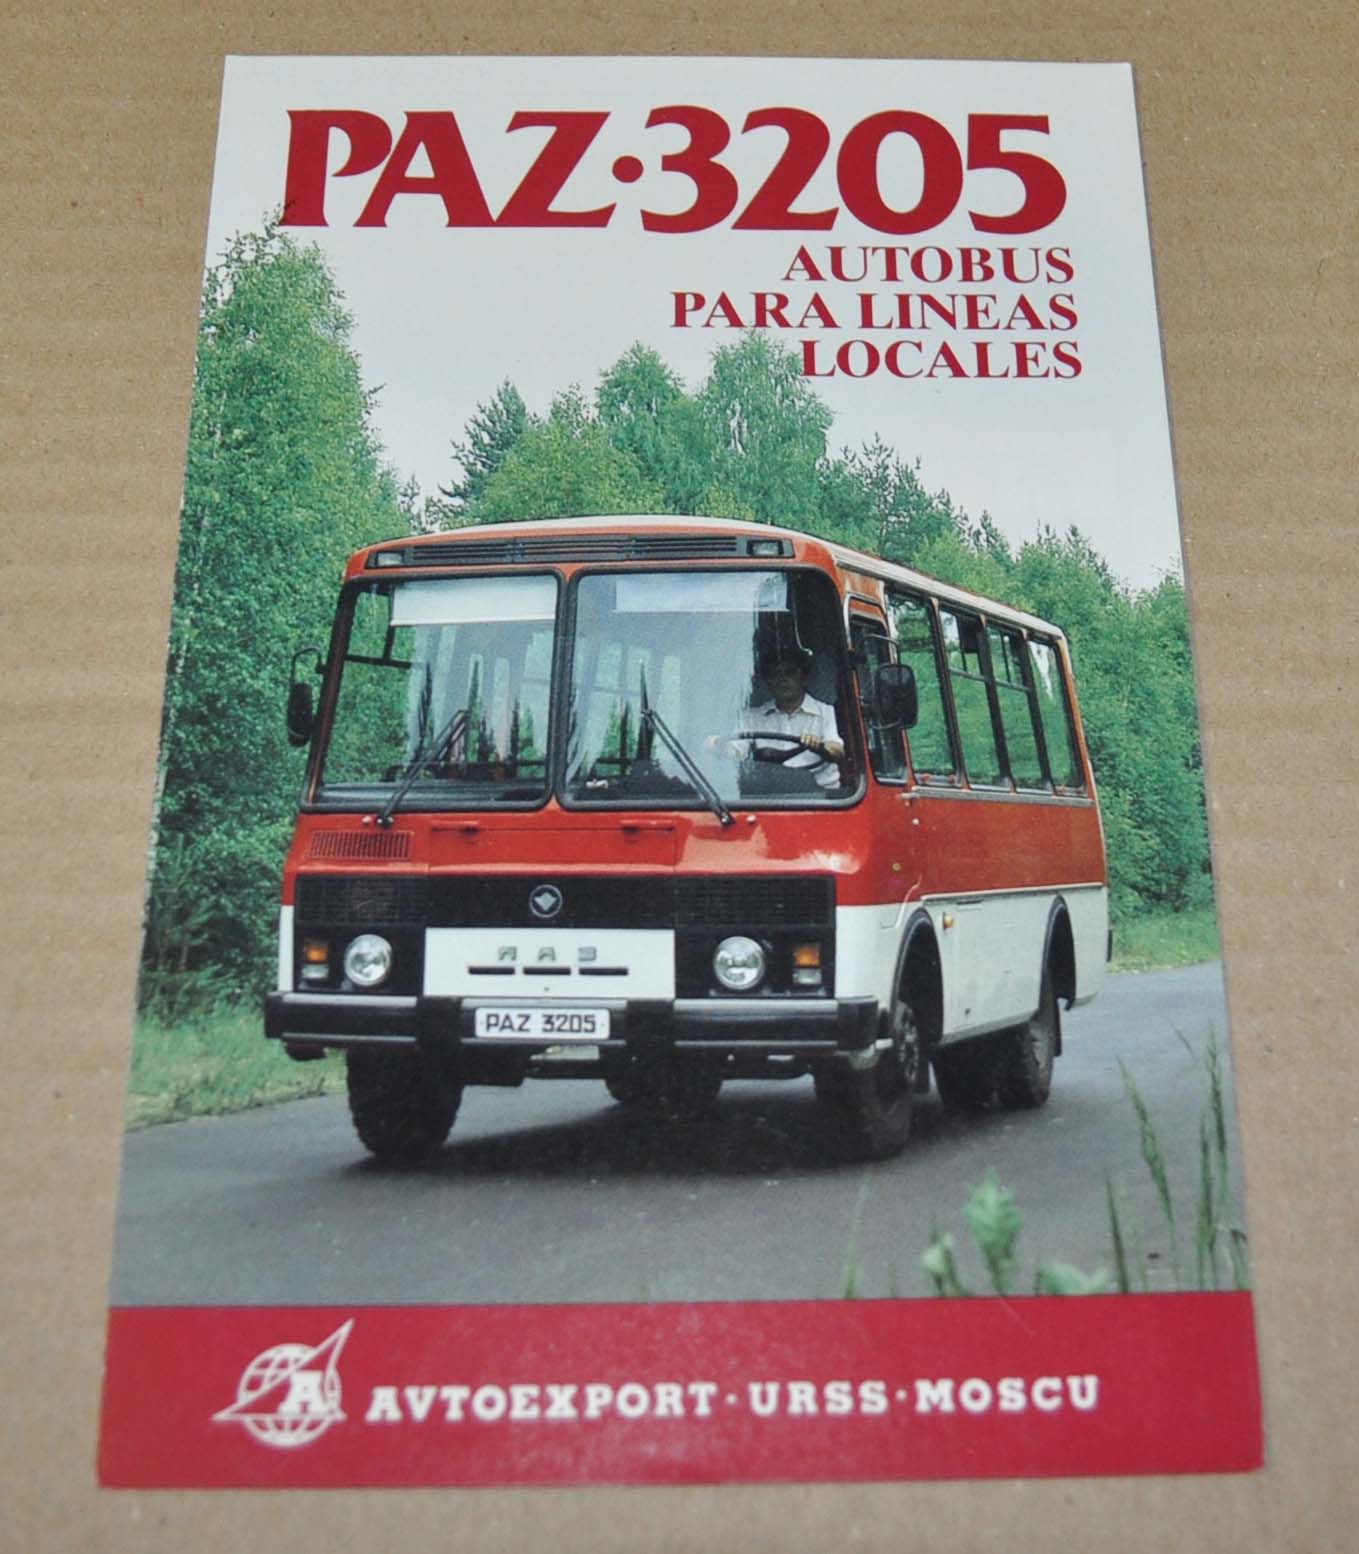 PAZ·3205
AUTOBUS
PARA LINEAS
LOCALES
ПАЗ
PAZ 3205
A
AVTOEXPORT·URSS·MOSCU